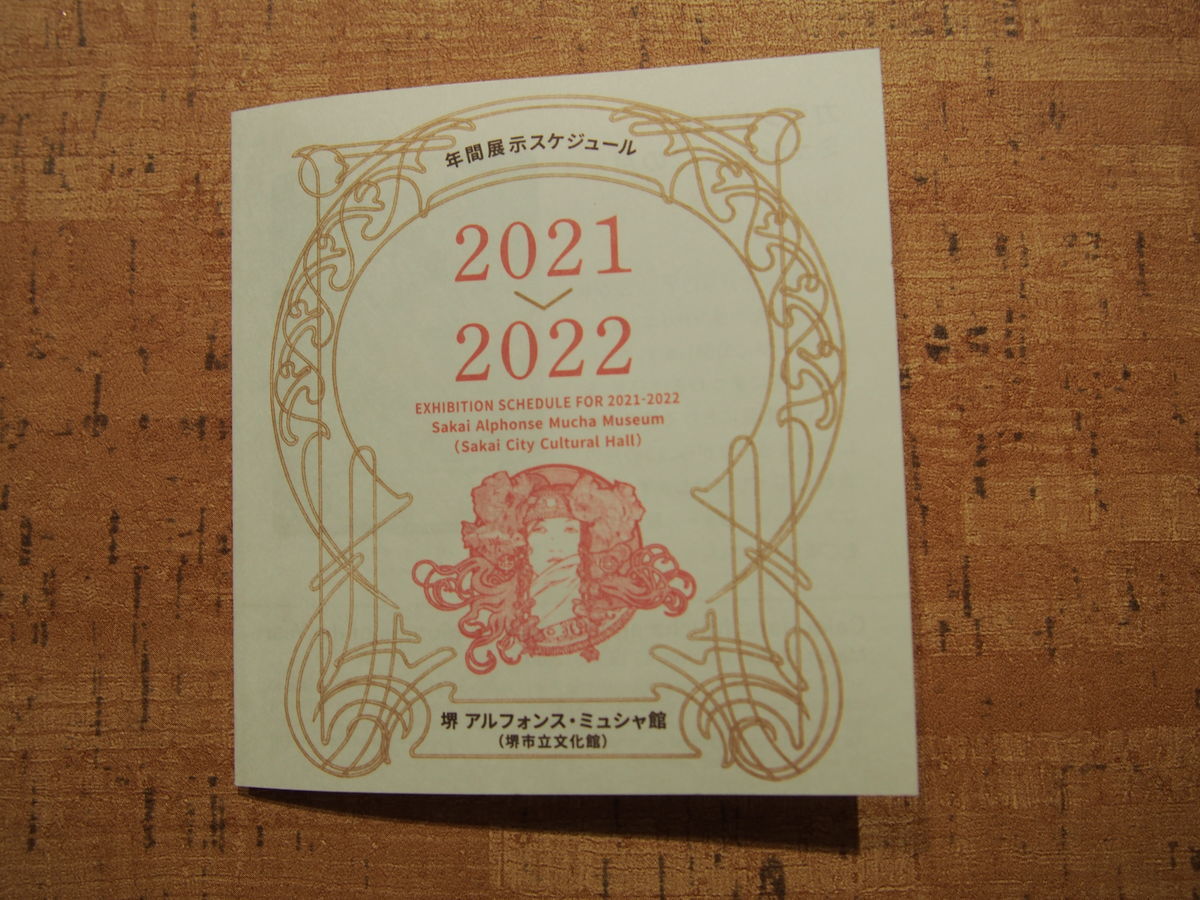 年間展示スケジュール
2021
2022
EXHIBITION SCHEDULE FOR 2021-2022
Sakai Alphonse Mucha Museum
(Sakai City Cultural Hall)
堺 アルフォンス・ミュシャ館
(堺市立文化館)